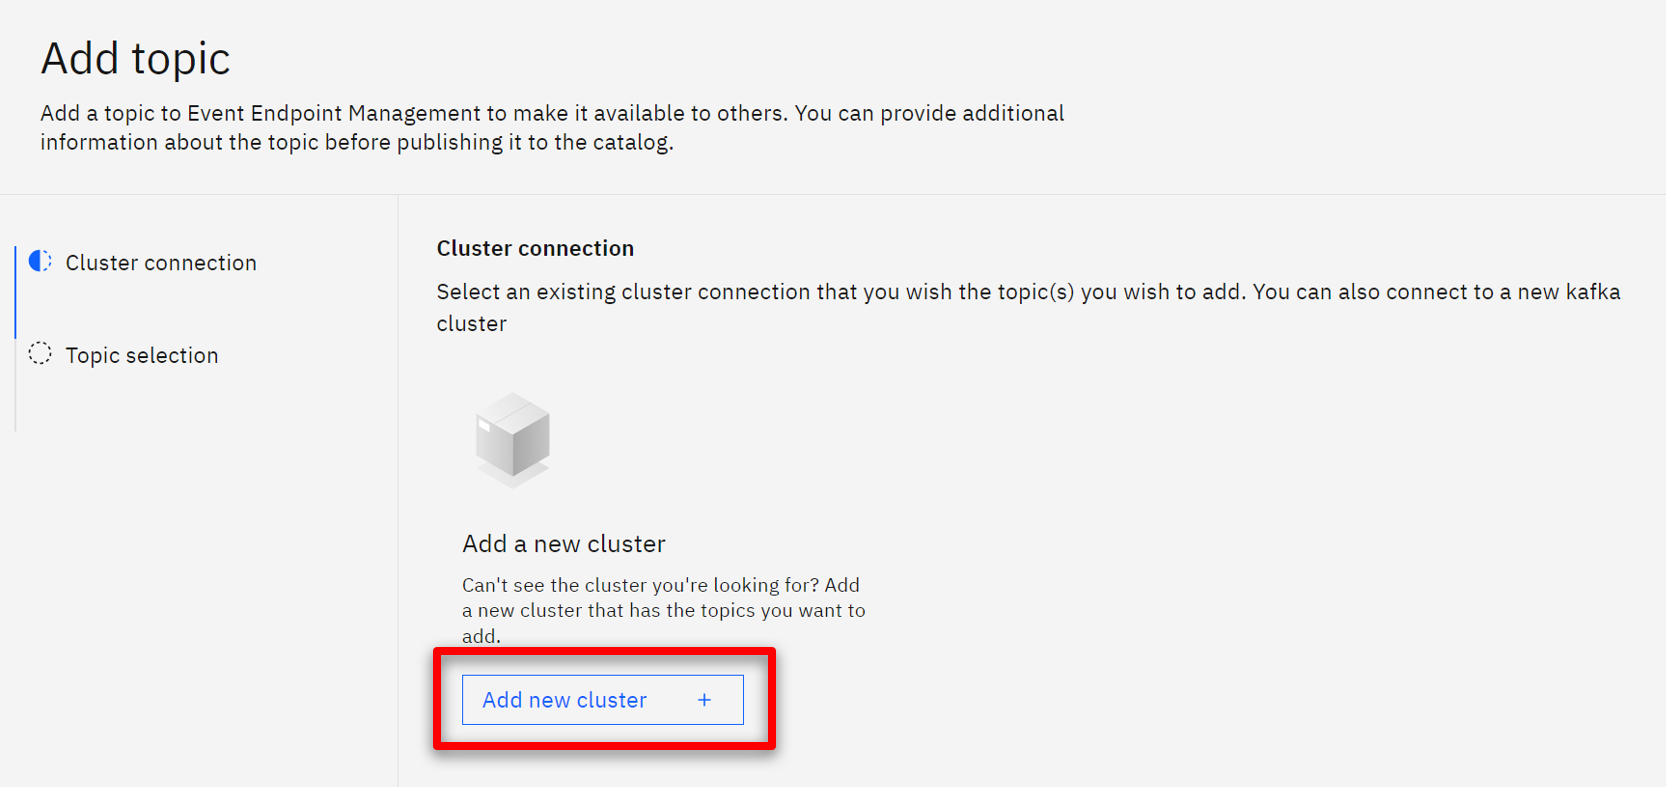 Add topic
Add a topic to Event Endpoint Management to make it available to others. You can provide additional
information about the topic before publishing it to the catalog.
Cluster connection
Topic selection
Cluster connection
Select an existing cluster connection that you wish the topic(s) you wish to add. You can also connect to a new kafka
cluster
Add a new cluster
Can't see the cluster you're looking for? Add
a new cluster that has the topics you want to
add.
Add new cluster +